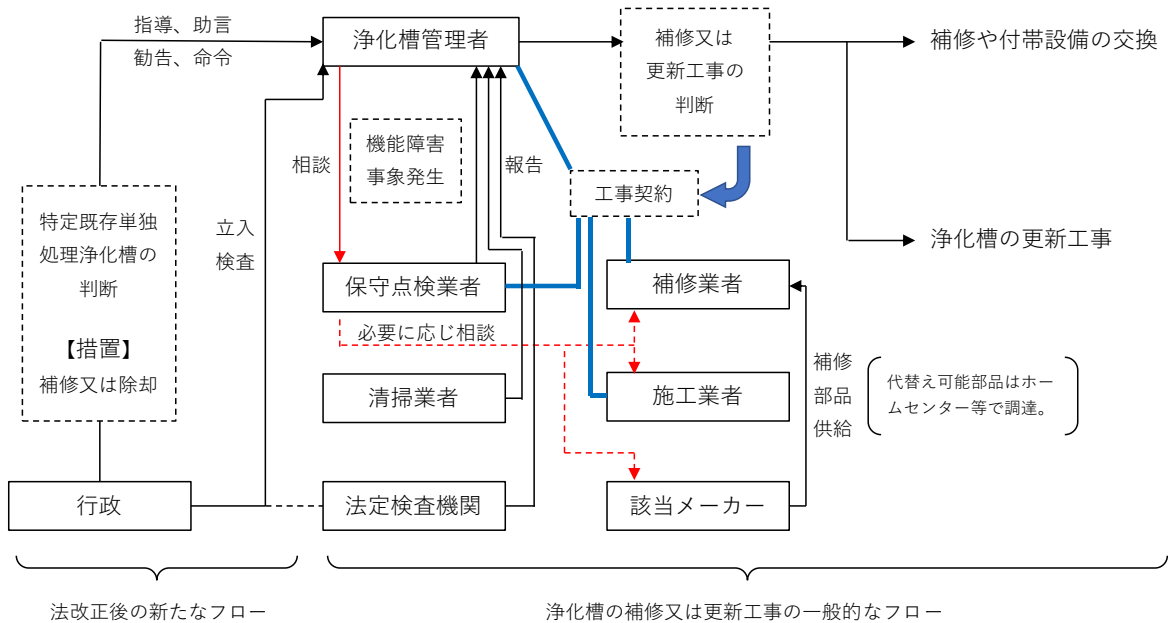 指導、助言
勧告、命令
浄化槽管理者
補修又は
更新工事の
判断
補修や付帯設備の交換
相談
機能障害
事象発生
報告
工事契約
特定既存単独
処理浄化槽の
判断
【措置】
補修又は除却
立入
検査
浄化槽の更新工事
保守点検業者
補修業者
必要に応じ相談
清掃業者
施工業者
補修
部品
供給
代替え可能部品はホー
ムセンター等で調達。
行政
法定検査機関
該当メーカー
法改正後の新たなフロー
浄化槽の補修又は更新工事の一般的なフロー